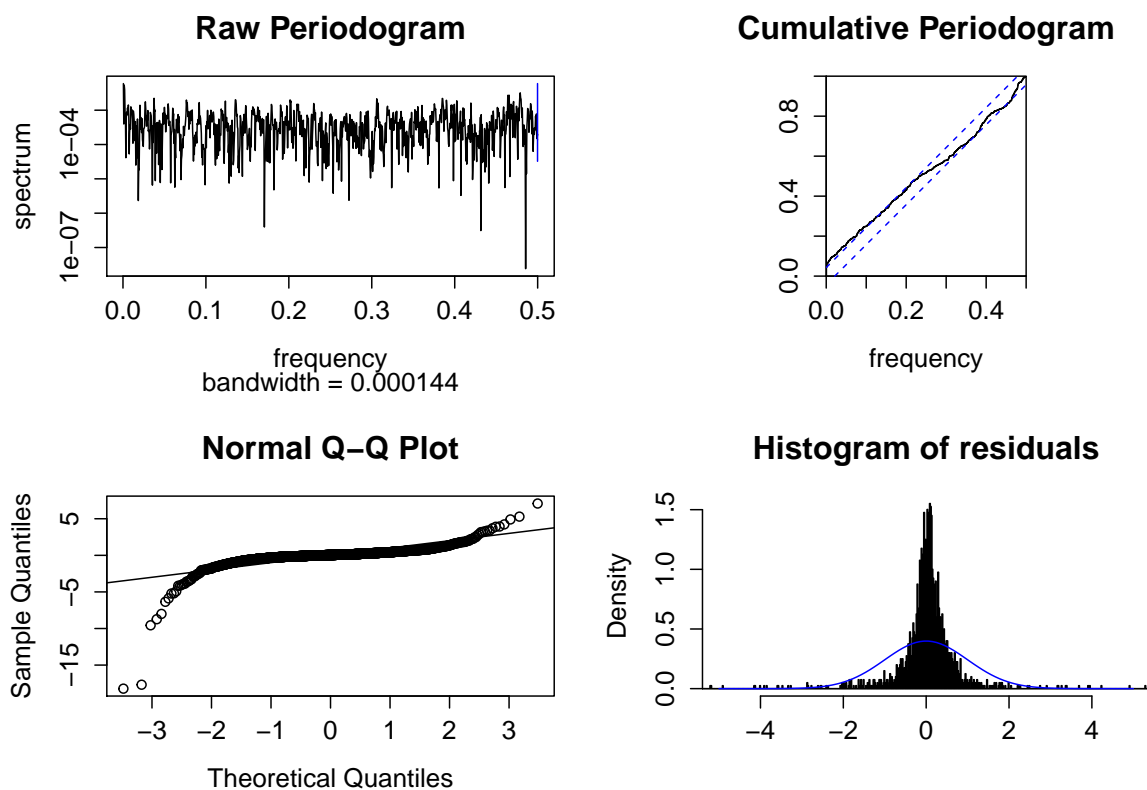 Raw Periodogram
spectrum
1e−07
1e−04
0.0 0.1 0.2 0.3 0.4 0.5
frequency
bandwidth = 0.000144
Cumulative Periodogram
0.0 0.4 0.8
0.0 0.2 0.4
frequency
Normal Q−Q Plot
Sample Quantiles
−15 −5 5
−3 −2 −1 0 1 2 3
Theoretical Quantiles
Histogram of residuals
Density
0.0 0.5 1.0 1.5
−4 −2 0 2 4